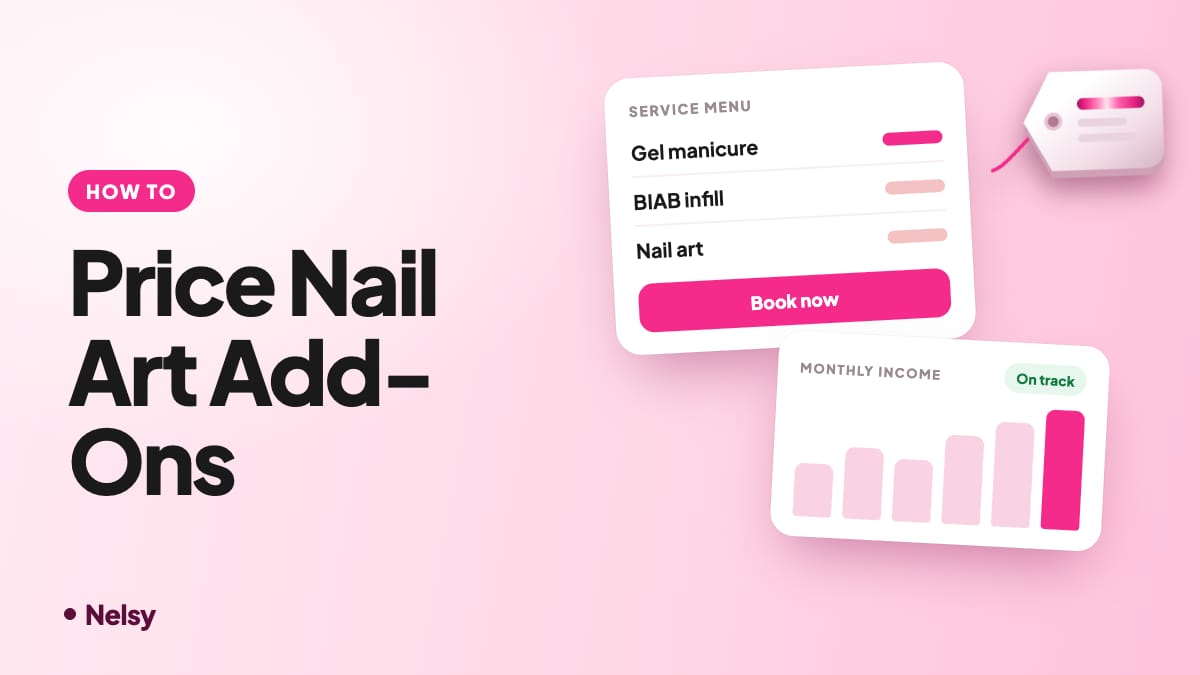 HOW TO
Price Nail
Art Add-
Ons
Nelsy
SERVICE MENU
Gel manicure
BIAB infill
Nail art
Book now
MONTHLY INCOME
On track